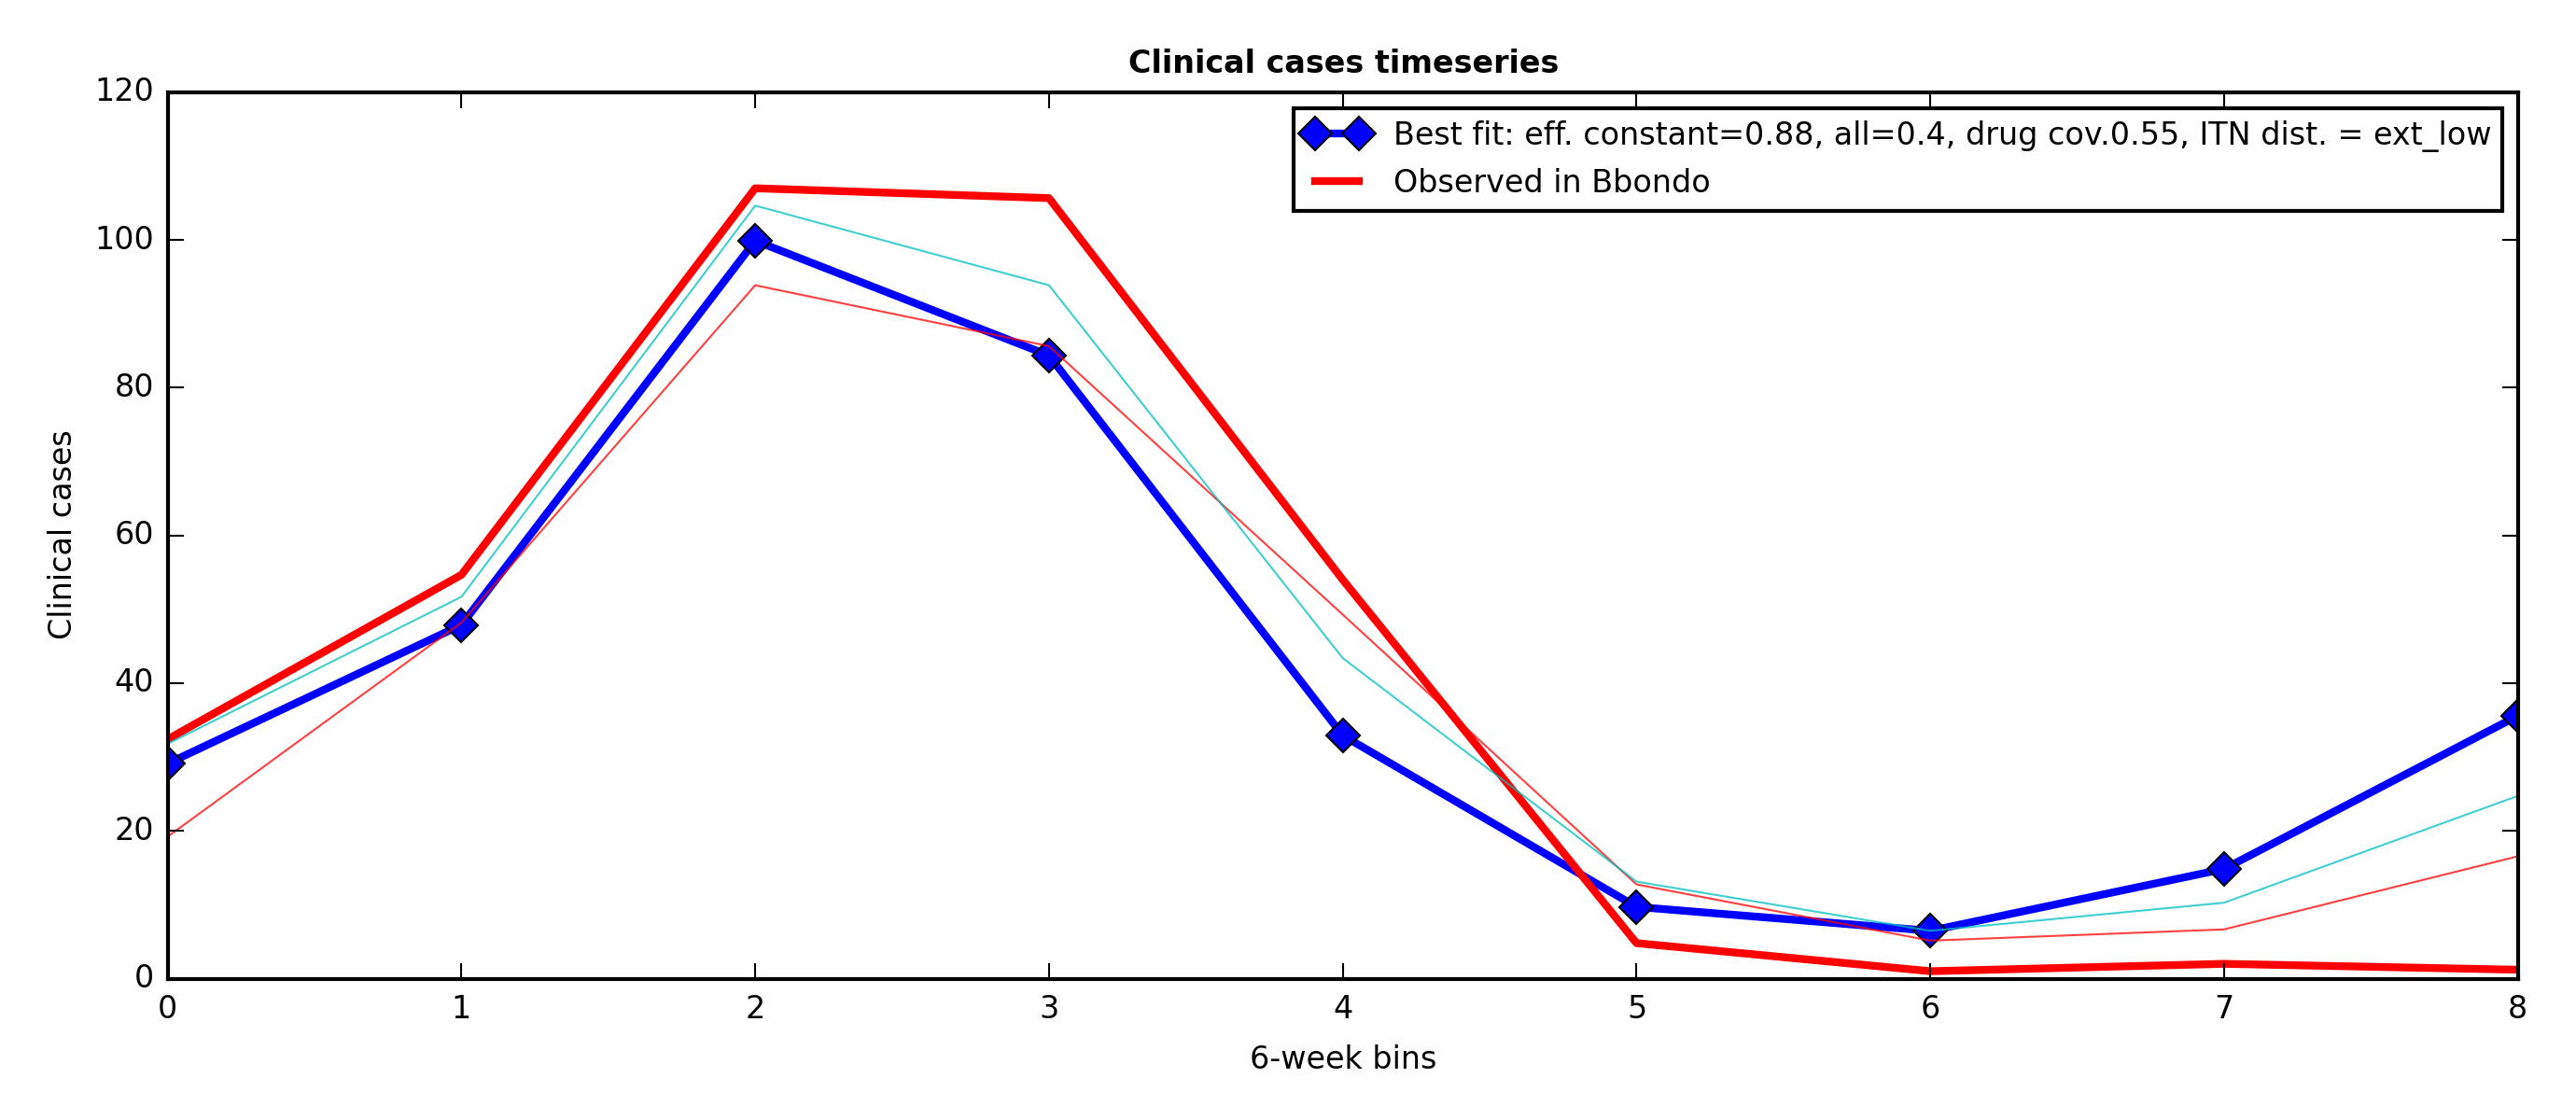 Clinical cases timeseries
120
100
80
60
40
20
0
Clinical cases
Best fit: eff. constant=0.88, all=0.4, drug cov.0.55, ITN dist. = ext_low
Observed in Bbondo
0 1 2 3 4 5 6 7 8
6-week bins